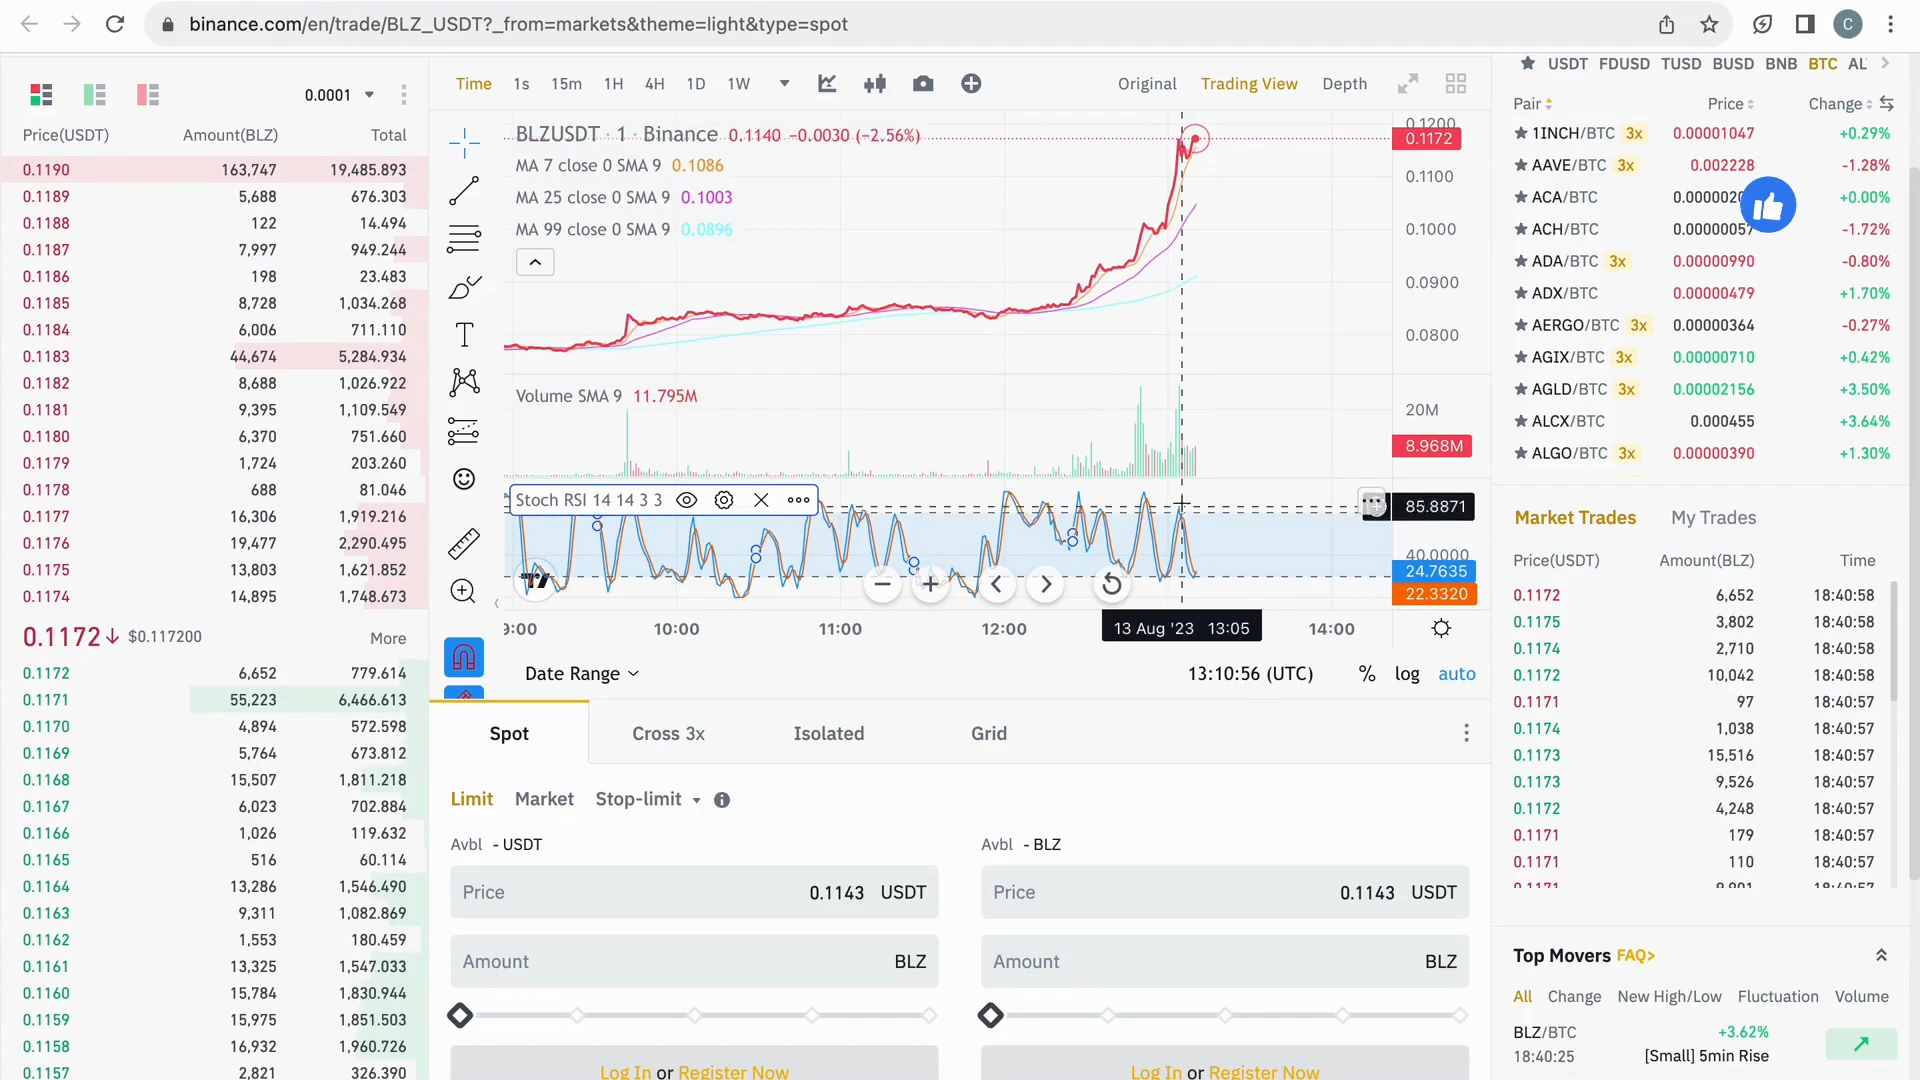 binance.com/en/trade/BLZ_USDT?_from=markets&theme=light&type=spot
C
0.0001
Price(USDT) Amount(BLZ) Total
0.1190 163,747 19,485.893
0.1189 5,688 676.303
0.1188 122 14.494
0.1187 7,997 949.244
0.1186 198 23.483
0.1185 8,728 1,034.268
0.1184 6,006 711.110
0.1183 44,674 5,284.934
0.1182 8,688 1,026.922
0.1181 9,395 1,109.549
0.1180 6,370 751.660
0.1179 1,724 203.260
0.1178 688 81.046
0.1177 16,306 1,919.216
0.1176 19,477 2,290.495
0.1175 13,803 1,621.852
0.1174 14,895 1,748.673
0.1172↓ $0.117200 More
0.1172 6,652 779.614
0.1171 55,223 6,466.613
0.1170 4,894 572.598
0.1169 5,764 673.812
0.1168 15,507 1,811.218
0.1167 6,023 702.884
0.1166 1,026 119.632
0.1165 516 60.114
0.1164 13,286 1,546.490
0.1163 9,311 1,082.869
0.1162 1,553 180.459
0.1161 13,325 1,547.033
0.1160 15,784 1,830.944
0.1159 15,975 1,851.503
0.1158 16,932 1,960.726
0.1157 2,821 326.390
Time 1s 15m 1H 4H 1D 1W Original Trading View Depth
BLZUSDT · 1 · Binance 0.1140 −0.0030 (−2.56%)
MA 7 close 0 SMA 9 0.1086
MA 25 close 0 SMA 9 0.1003
MA 99 close 0 SMA 9 0.0896
0.1200
0.1172
0.1100
0.1000
0.0900
0.0800
Volume SMA 9 11.795M
20M
8.968M
Stoch RSI 14 14 3 3
85.8871
40.0000
24.7635
22.3320
9:00 10:00 11:00 12:00 13 Aug '23 13:05 14:00
Date Range 13:10:56 (UTC) % log auto
Spot Cross 3x Isolated Grid
Limit Market Stop-limit
Avbl - USDT
Price 0.1143 USDT
Amount BLZ
Log In or Register Now
Avbl - BLZ
Price 0.1143 USDT
Amount BLZ
Log In or Register Now
USDT FDUSD TUSD BUSD BNB BTC AL
Pair Price Change
1INCH/BTC 3x 0.00001047 +0.29%
AAVE/BTC 3x 0.002228 -1.28%
ACA/BTC +0.00%
ACH/BTC 0.00000057 -1.72%
ADA/BTC 3x 0.00000990 -0.80%
ADX/BTC 0.00000479 +1.70%
AERGO/BTC 3x 0.00000364 -0.27%
AGIX/BTC 3x 0.00000710 +0.42%
AGLD/BTC 3x 0.00002156 +3.50%
ALCX/BTC 0.000455 +3.64%
ALGO/BTC 3x 0.00000390 +1.30%
Market Trades My Trades
Price(USDT) Amount(BLZ) Time
0.1172 6,652 18:40:58
0.1175 3,802 18:40:58
0.1174 2,710 18:40:58
0.1172 10,042 18:40:58
0.1171 97 18:40:57
0.1174 1,038 18:40:57
0.1173 15,516 18:40:57
0.1173 9,526 18:40:57
0.1172 4,248 18:40:57
0.1171 179 18:40:57
0.1171 110 18:40:57
Top Movers FAQ>
All Change New High/Low Fluctuation Volume
BLZ/BTC +3.62%
18:40:25 [Small] 5min Rise